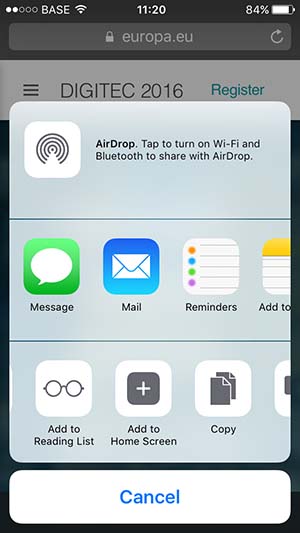 BASE 11:20 84%
europa.eu
DIGITEC 2016 Register
AirDrop. Tap to turn on Wi-Fi and
Bluetooth to share with AirDrop.
Message Mail Reminders Add to
Add to
Reading List
Add to
Home Screen
Copy
Cancel